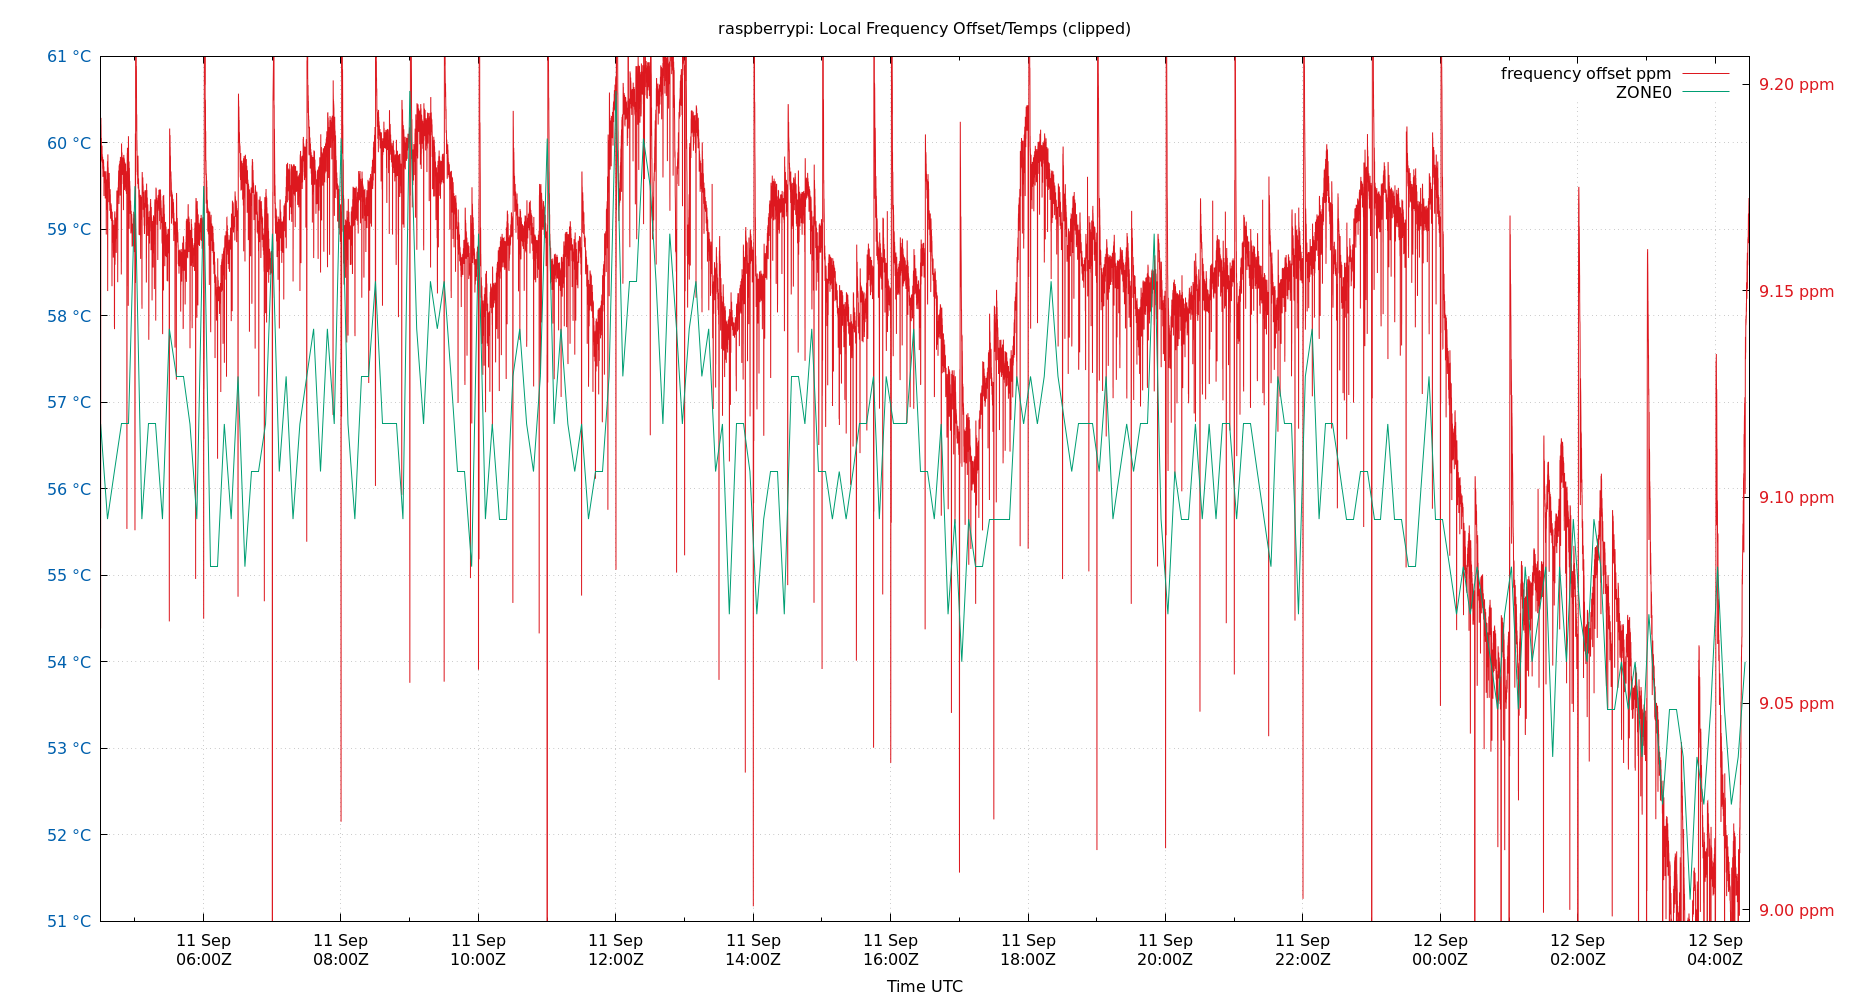 raspberrypi: Local Frequency Offset/Temps (clipped)
frequency offset ppm
ZONE0
61 °C
60 °C
59 °C
58 °C
57 °C
56 °C
55 °C
54 °C
53 °C
52 °C
51 °C
9.20 ppm
9.15 ppm
9.10 ppm
9.05 ppm
9.00 ppm
11 Sep
06:00Z
11 Sep
08:00Z
11 Sep
10:00Z
11 Sep
12:00Z
11 Sep
14:00Z
11 Sep
16:00Z
11 Sep
18:00Z
11 Sep
20:00Z
11 Sep
22:00Z
12 Sep
00:00Z
12 Sep
02:00Z
12 Sep
04:00Z
Time UTC